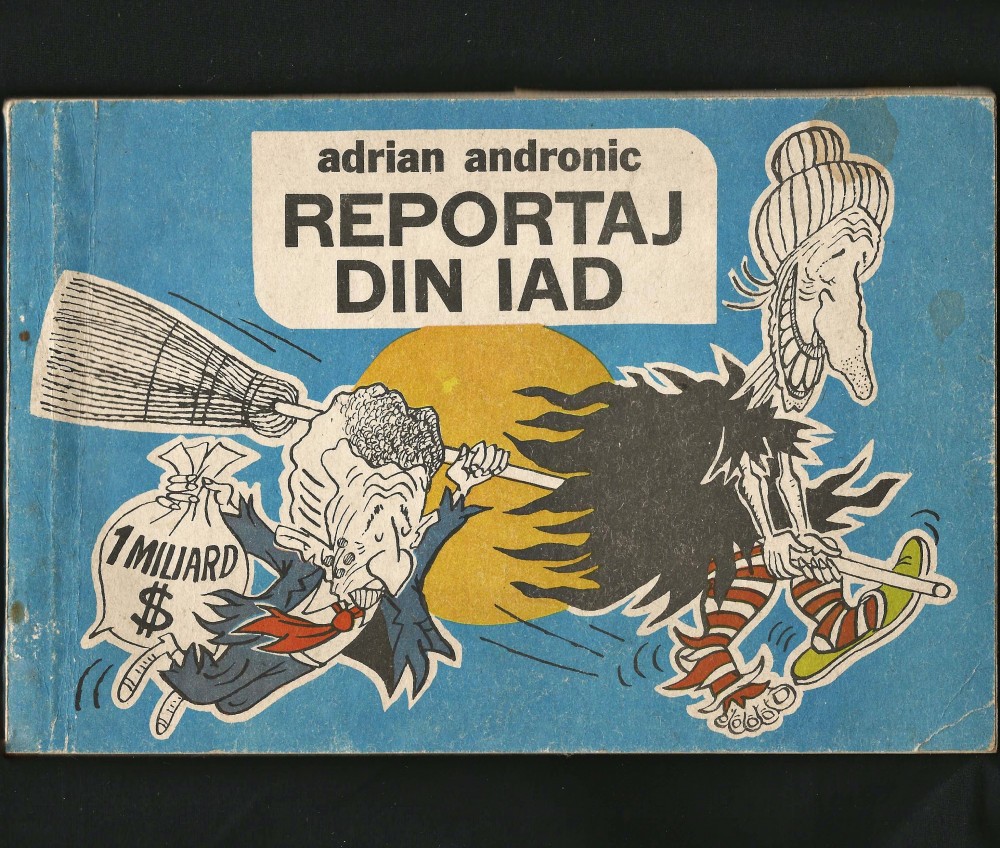 adrian andronic
REPORTAJ
DIN IAD
1 MILIARD
$